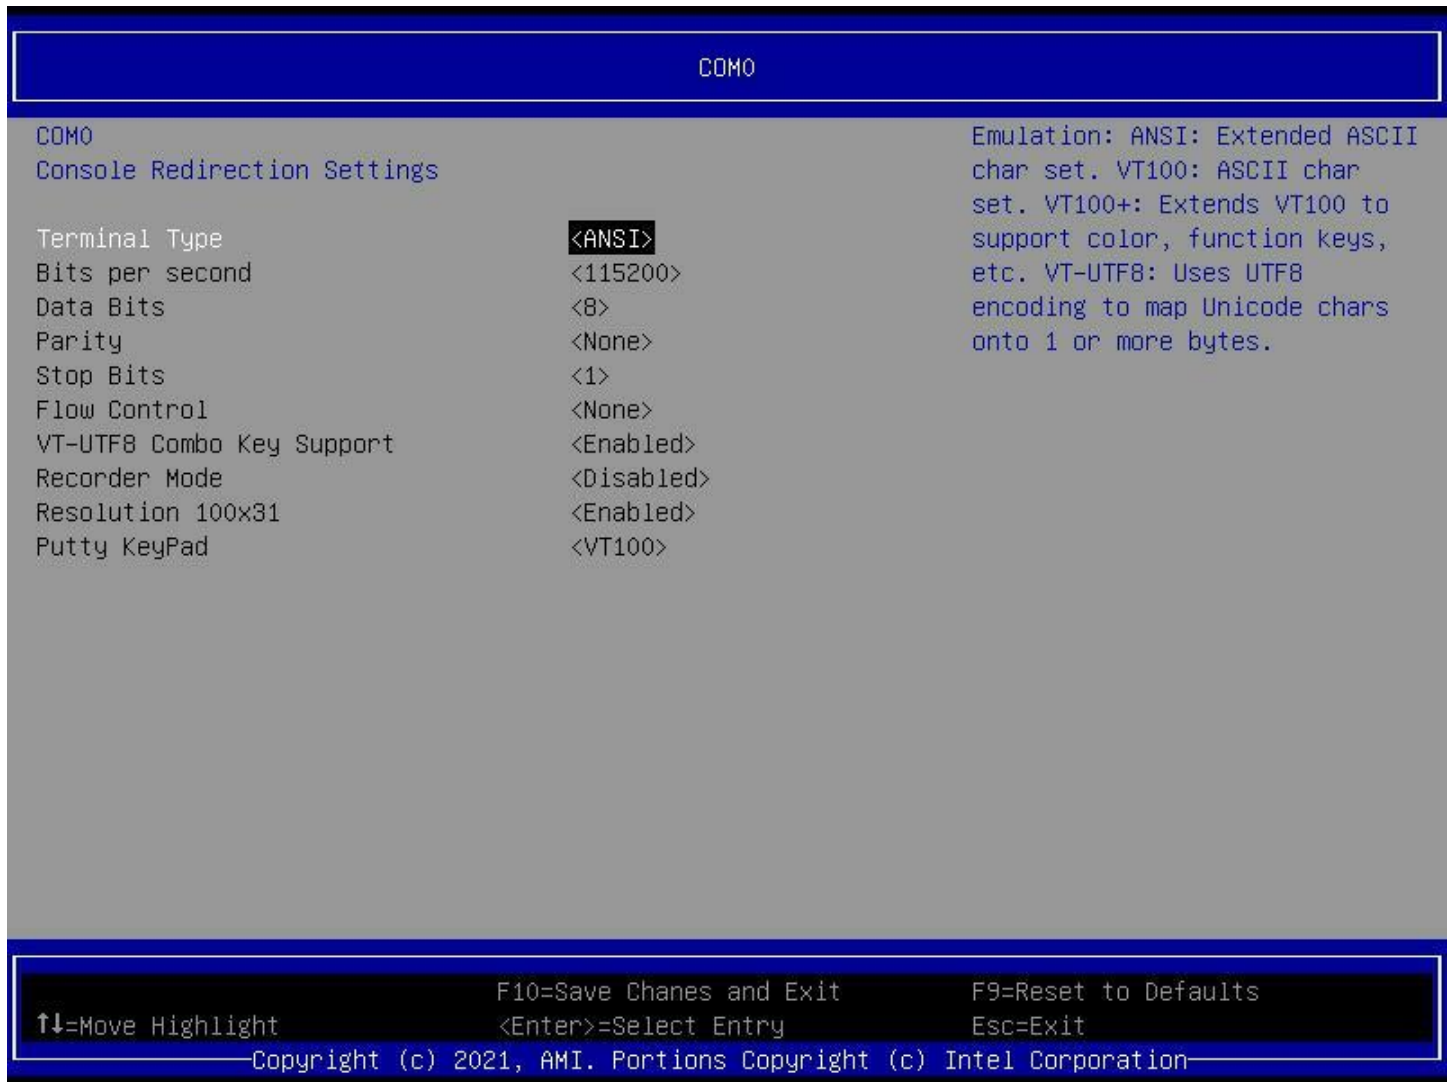 COM0
COM0
Console Redirection Settings
Terminal Type <ANSI>
Bits per second <115200>
Data Bits <8>
Parity <None>
Stop Bits <1>
Flow Control <None>
VT-UTF8 Combo Key Support <Enabled>
Recorder Mode <Disabled>
Resolution 100x31 <Enabled>
Putty KeyPad <VT100>
Emulation: ANSI: Extended ASCII
char set. VT100: ASCII char
set. VT100+: Extends VT100 to
support color, function keys,
etc. VT-UTF8: Uses UTF8
encoding to map Unicode chars
onto 1 or more bytes.
F10=Save Chanes and Exit F9=Reset to Defaults
↑↓=Move Highlight <Enter>=Select Entry Esc=Exit
Copyright (c) 2021, AMI. Portions Copyright (c) Intel Corporation